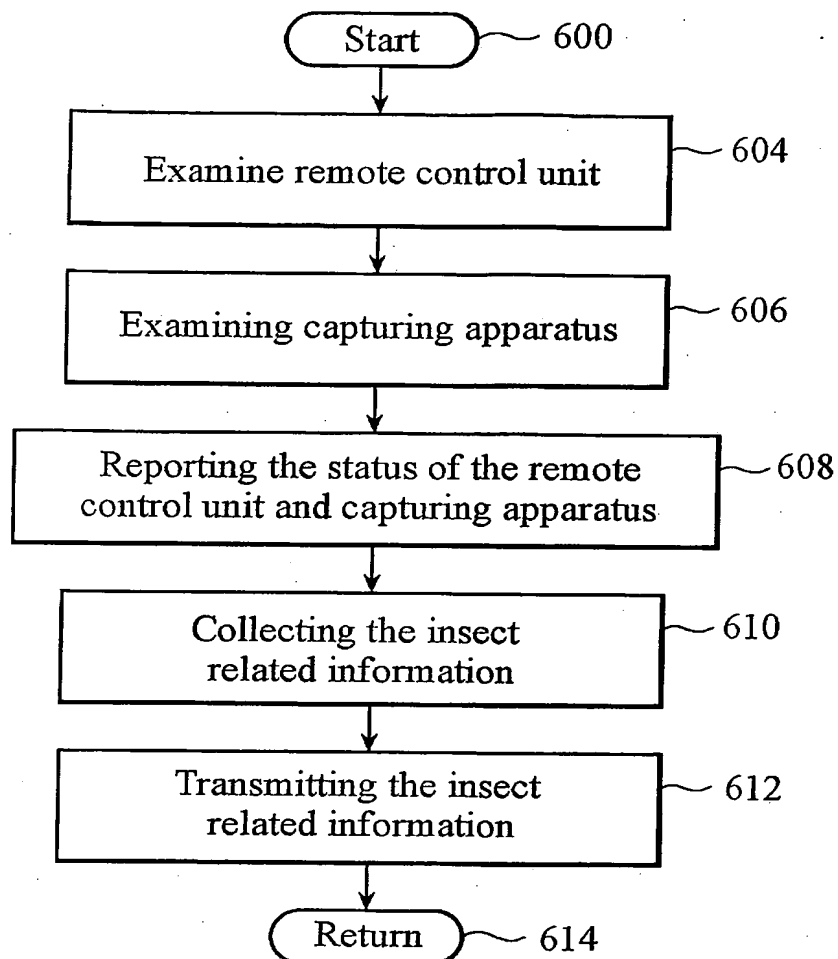 Start
600
Examine remote control unit
604
Examining capturing apparatus
606
Reporting the status of the remote
control unit and capturing apparatus
608
Collecting the insect
related information
610
Transmitting the insect
related information
612
Return
614